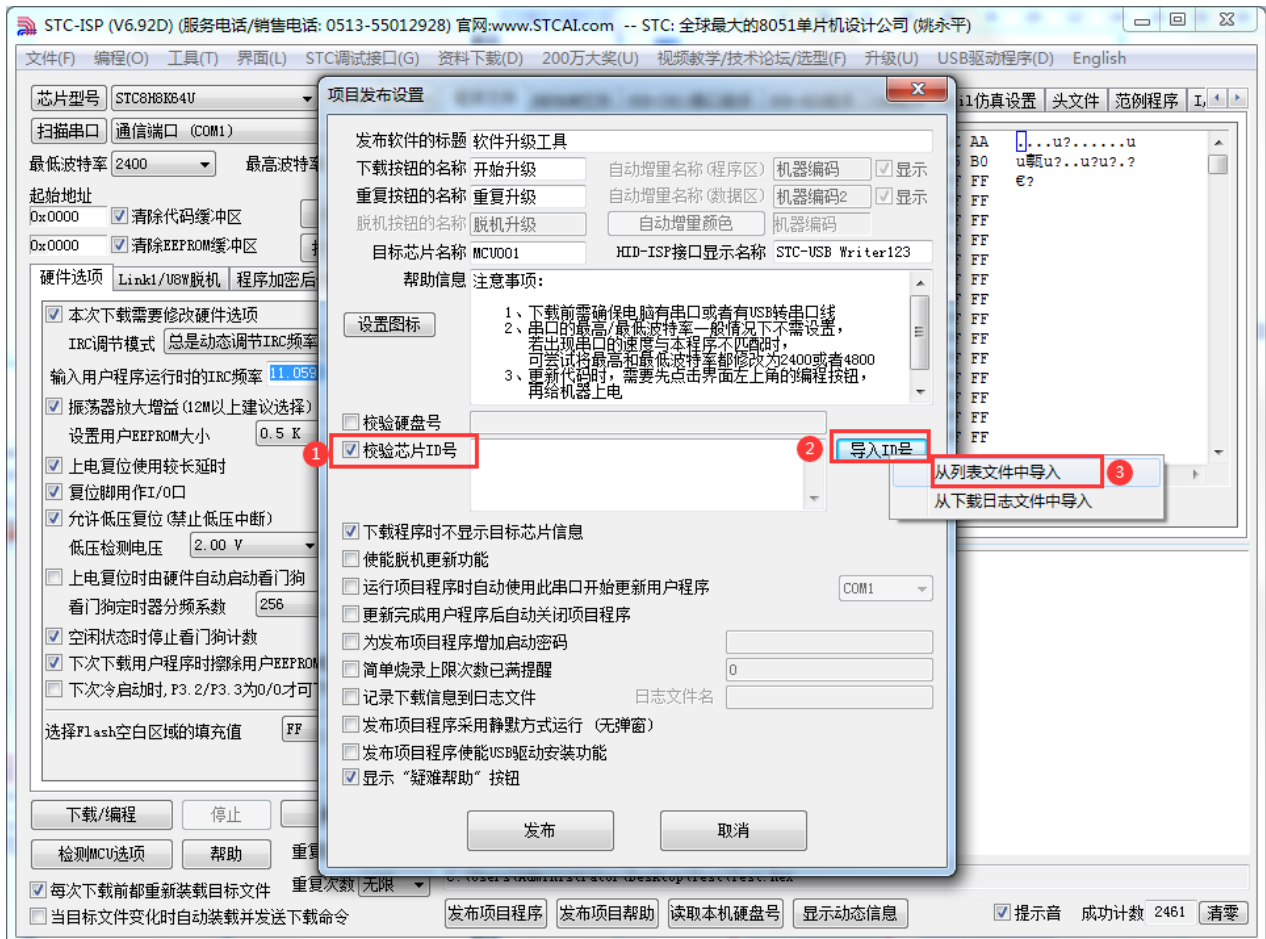 STC-ISP (V6.92D) (服务电话/销售电话: 0513-55012928) 官网:www.STCAI.com -- STC: 全球最大的8051单片机设计公司 (姚永平)
文件(F) 编程(O) 工具(T) 界面(L) STC调试接口(G) 资料下载(D) 200万大奖(U) 视频教学/技术论坛/选型(F) 升级(U) USB驱动程序(D) English
芯片型号 STC8H8K64U
扫描串口 通信端口 (COM1)
最低波特率 2400 最高波特率
起始地址
0x0000 清除代码缓冲区
0x0000 清除EEPROM缓冲区
硬件选项 Link1/U8W脱机 程序加密后
本次下载需要修改硬件选项
IRC调节模式 总是动态调节IRC频率
输入用户程序运行时的IRC频率 11.059
振荡器放大增益(12M以上建议选择)
设置用户EEPROM大小 0.5 K
上电复位使用较长延时
复位脚用作I/O口
允许低压复位(禁止低压中断)
低压检测电压 2.00 V
上电复位时由硬件自动启动看门狗
看门狗定时器分频系数 256
空闲状态时停止看门狗计数
下次下载用户程序时擦除用户EEPROM
下次冷启动时,P3.2/P3.3为0/0才可
选择Flash空白区域的填充值 FF
下载/编程 停止
检测MCU选项 帮助
每次下载前都重新装载目标文件 重复次数 无限
当目标文件变化时自动装载并发送下载命令
项目发布设置
发布软件的标题 软件升级工具
下载按钮的名称 开始升级 自动增量名称(程序区) 机器编码 显示
重复按钮的名称 重复升级 自动增量名称(数据区) 机器编码2 显示
脱机按钮的名称 脱机升级 自动增量颜色 机器编码
目标芯片名称 MCU001 HID-ISP接口显示名称 STC-USB Writer123
帮助信息 注意事项:
设置图标
1、下载前需确保电脑有串口或者有USB转串口线
2、串口的最高/最低波特率一般情况下不需设置,
若出现串口的速度与本程序不匹配时,
可尝试将最高和最低波特率都修改为2400或者4800
3、更新代码时,需要先点击界面左上角的编程按钮,
再给机器上电
校验硬盘号
1 校验芯片ID号 2 导入ID号
从列表文件中导入 3
从下载日志文件中导入
下载程序时不显示目标芯片信息
使能脱机更新功能
运行项目程序时自动使用此串口开始更新用户程序 COM1
更新完成用户程序后自动关闭项目程序
为发布项目程序增加启动密码
简单烧录上限次数已满提醒 0
记录下载信息到日志文件 日志文件名
发布项目程序采用静默方式运行 (无弹窗)
发布项目程序使能USB驱动安装功能
显示“疑难帮助”按钮
发布 取消
il仿真设置 头文件 范例程序 I,
AA ....u?......u
B0
FF €?
FF
FF
FF
FF
FF
FF
FF
FF
FF
FF
FF
FF
FF
发布项目程序 发布项目帮助 读取本机硬盘号 显示动态信息 提示音 成功计数 2461 清零